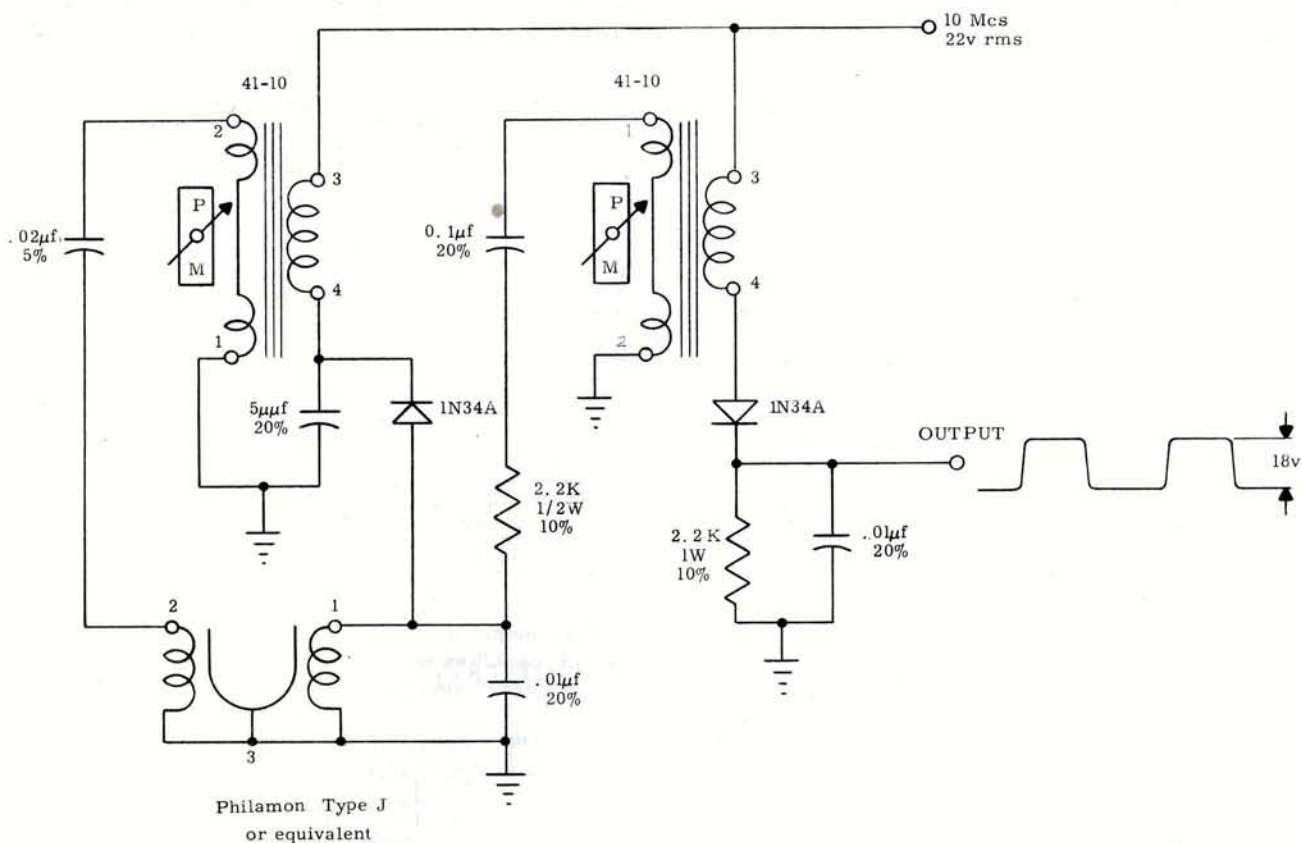 10 Mcs
22v rms
41-10
41-10
2
1
P
M
3
4
1
2
P
M
3
4
.02µf
5%
0.1µf
20%
5µµf
20%
1N34A
1N34A
OUTPUT
18v
2.2K
1/2W
10%
2.2K
1W
10%
.01µf
20%
2
1
.01µf
20%
3
Philamon Type J
or equivalent